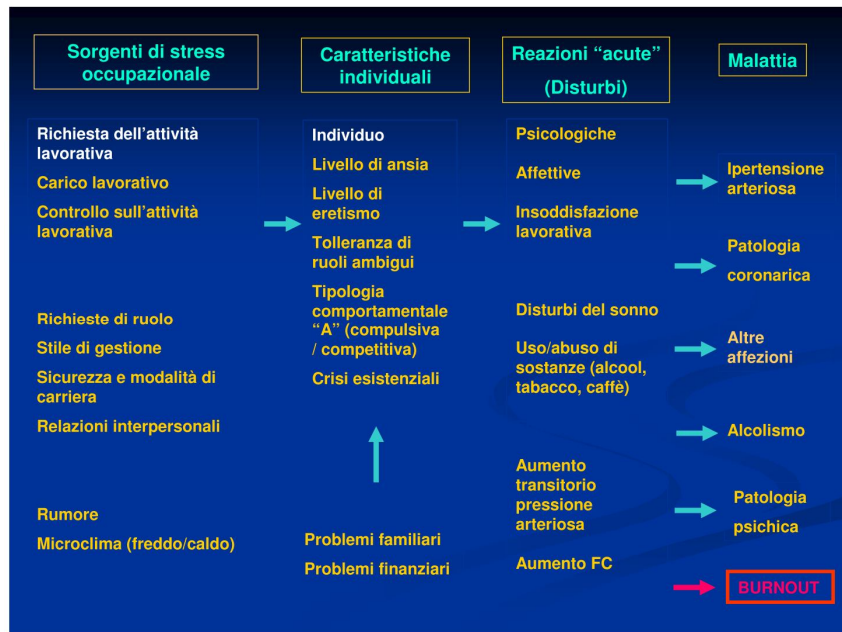 Sorgenti di stress
occupazionale
Richiesta dell'attività
lavorativa
Carico lavorativo
Controllo sull'attività
lavorativa
Richieste di ruolo
Stile di gestione
Sicurezza e modalità di
carriera
Relazioni interpersonali
Rumore
Microclima (freddo/caldo)
Caratteristiche
individuali
Individuo
Livello di ansia
Livello di
eretismo
Tolleranza di
ruoli ambigui
Tipologia
comportamentale
“A” (compulsiva
/ competitiva)
Crisi esistenziali
Problemi familiari
Problemi finanziari
Reazioni “acute”
(Disturbi)
Psicologiche
Affettive
Insoddisfazione
lavorativa
Disturbi del sonno
Uso/abuso di
sostanze (alcool,
tabacco, caffè)
Aumento
transitorio
pressione
arteriosa
Aumento FC
Malattia
Ipertensione
arteriosa
Patologia
coronarica
Altre
affezioni
Alcolismo
Patologia
psichica
BURNOUT